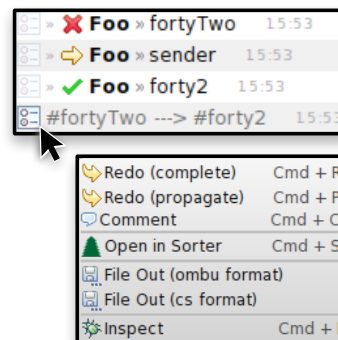 » Foo » fortyTwo 15:53
» Foo » sender 15:53
» Foo » forty2 15:53
#fortyTwo ---> #forty2 15:53
Redo (complete) Cmd + R
Redo (propagate) Cmd + P
Comment Cmd + C
Open in Sorter Cmd + S
File Out (ombu format)
File Out (cs format)
Inspect Cmd +